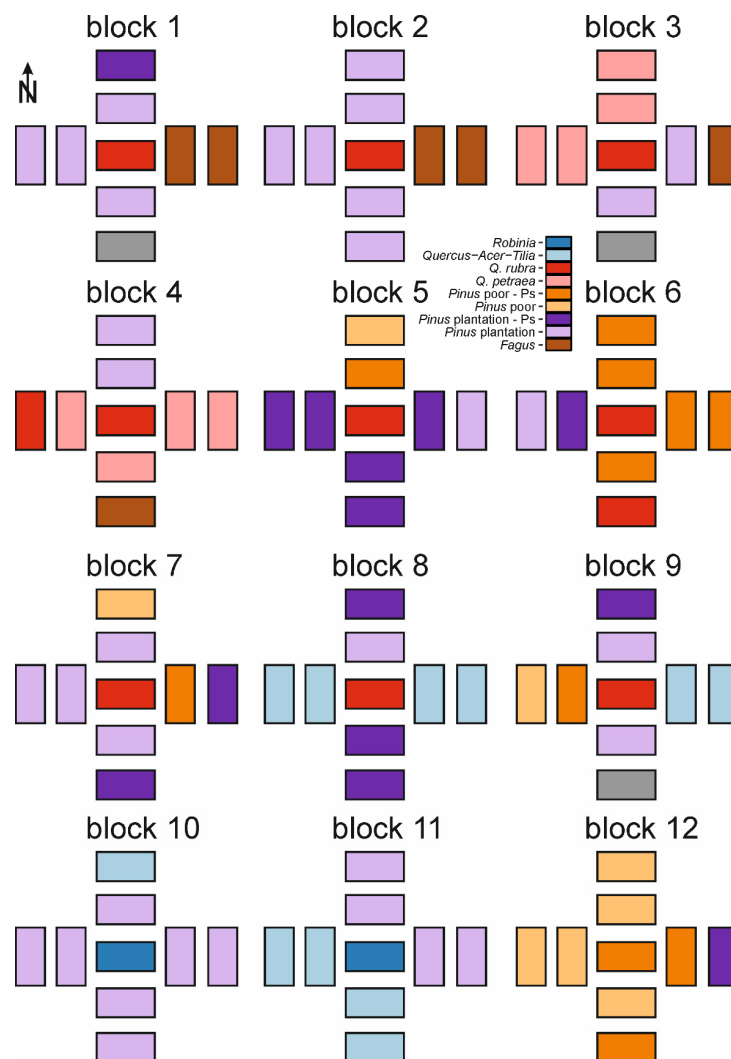 block 1
block 2
block 3
N
Robinia
Quercus−Acer−Tilia
Q. rubra
Q. petraea
Pinus poor - Ps
Pinus poor
Pinus plantation - Ps
Pinus plantation
Fagus
block 4
block 5
block 6
block 7
block 8
block 9
block 10
block 11
block 12